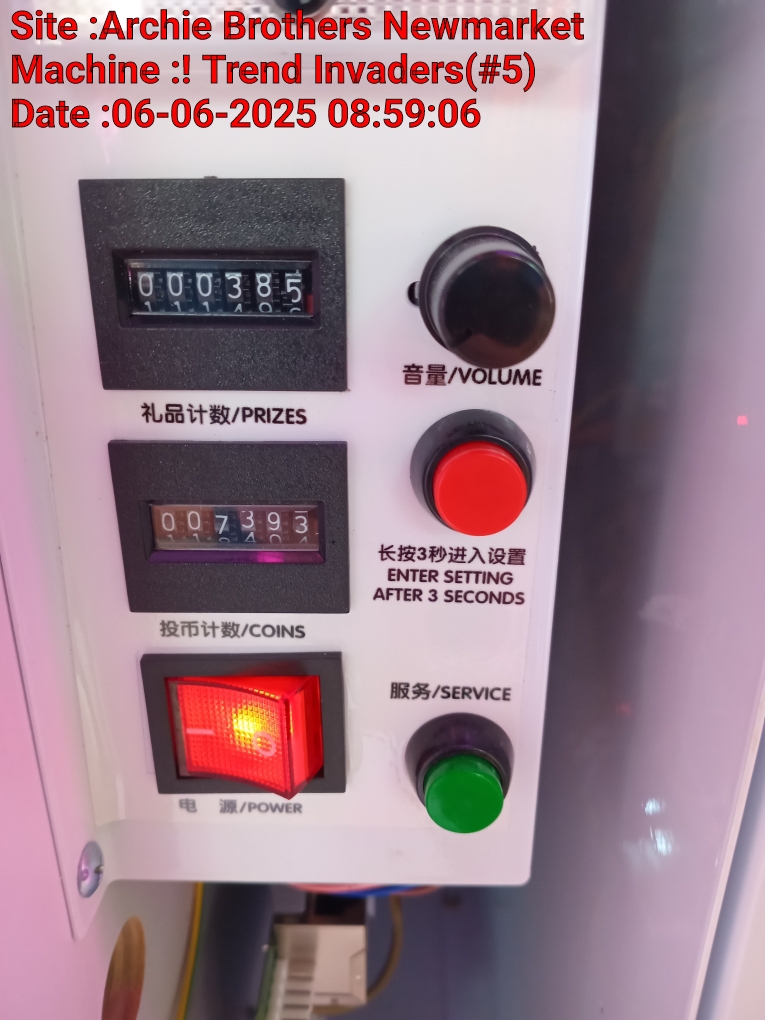 Site :Archie Brothers Newmarket
Machine :! Trend Invaders(#5)
Date :06-06-2025 08:59:06
000385
礼品计数/PRIZES
音量/VOLUME
007393
投币计数/COINS
长按3秒进入设置
ENTER SETTING
AFTER 3 SECONDS
服务/SERVICE
电 源/POWER